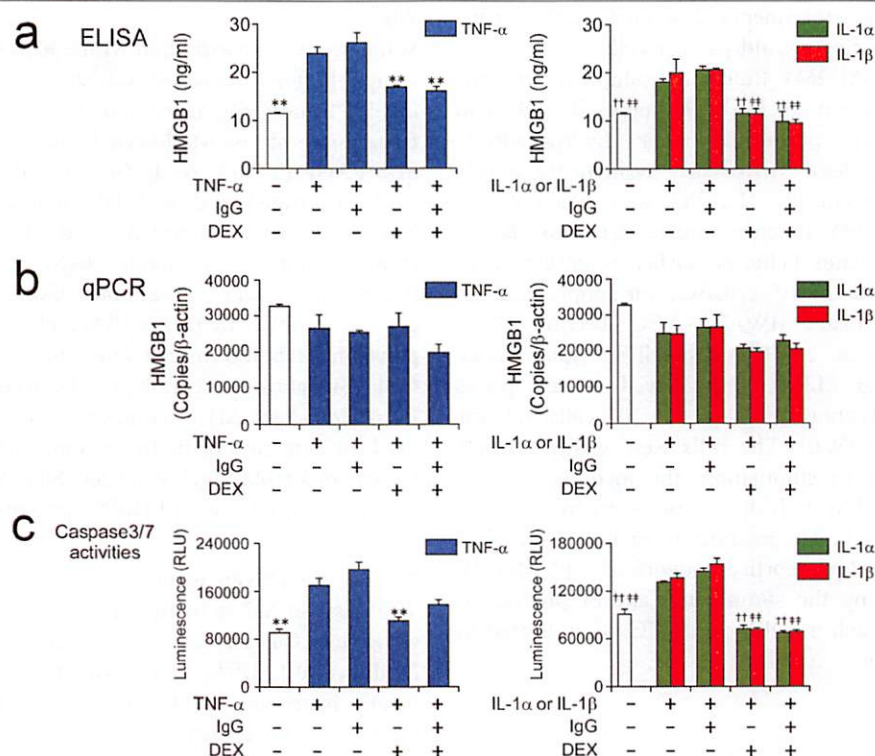 a ELISA
HMGB1 (ng/ml)
30
20
10
0
TNF-α
**
**
**
TNF-α – + + + +
IgG – – + – +
DEX – – – + +
HMGB1 (ng/ml)
30
20
10
0
IL-1α
IL-1β
††‡‡
††‡‡
††‡‡
IL-1α or IL-1β – + + + +
IgG – – + – +
DEX – – – + +
b qPCR
HMGB1
(Copies/β-actin)
40000
30000
20000
10000
0
TNF-α
TNF-α – + + + +
IgG – – + – +
DEX – – – + +
HMGB1
(Copies/β-actin)
40000
30000
20000
10000
0
IL-1α
IL-1β
IL-1α or IL-1β – + + + +
IgG – – + – +
DEX – – – + +
c Caspase3/7
activities
Luminescence (RLU)
240000
160000
80000
0
TNF-α
**
**
TNF-α – + + + +
IgG – – + – +
DEX – – – + +
Luminescence (RLU)
180000
120000
60000
0
IL-1α
IL-1β
††‡‡
††‡‡
††‡‡
IL-1α or IL-1β – + + + +
IgG – – + – +
DEX – – – + +